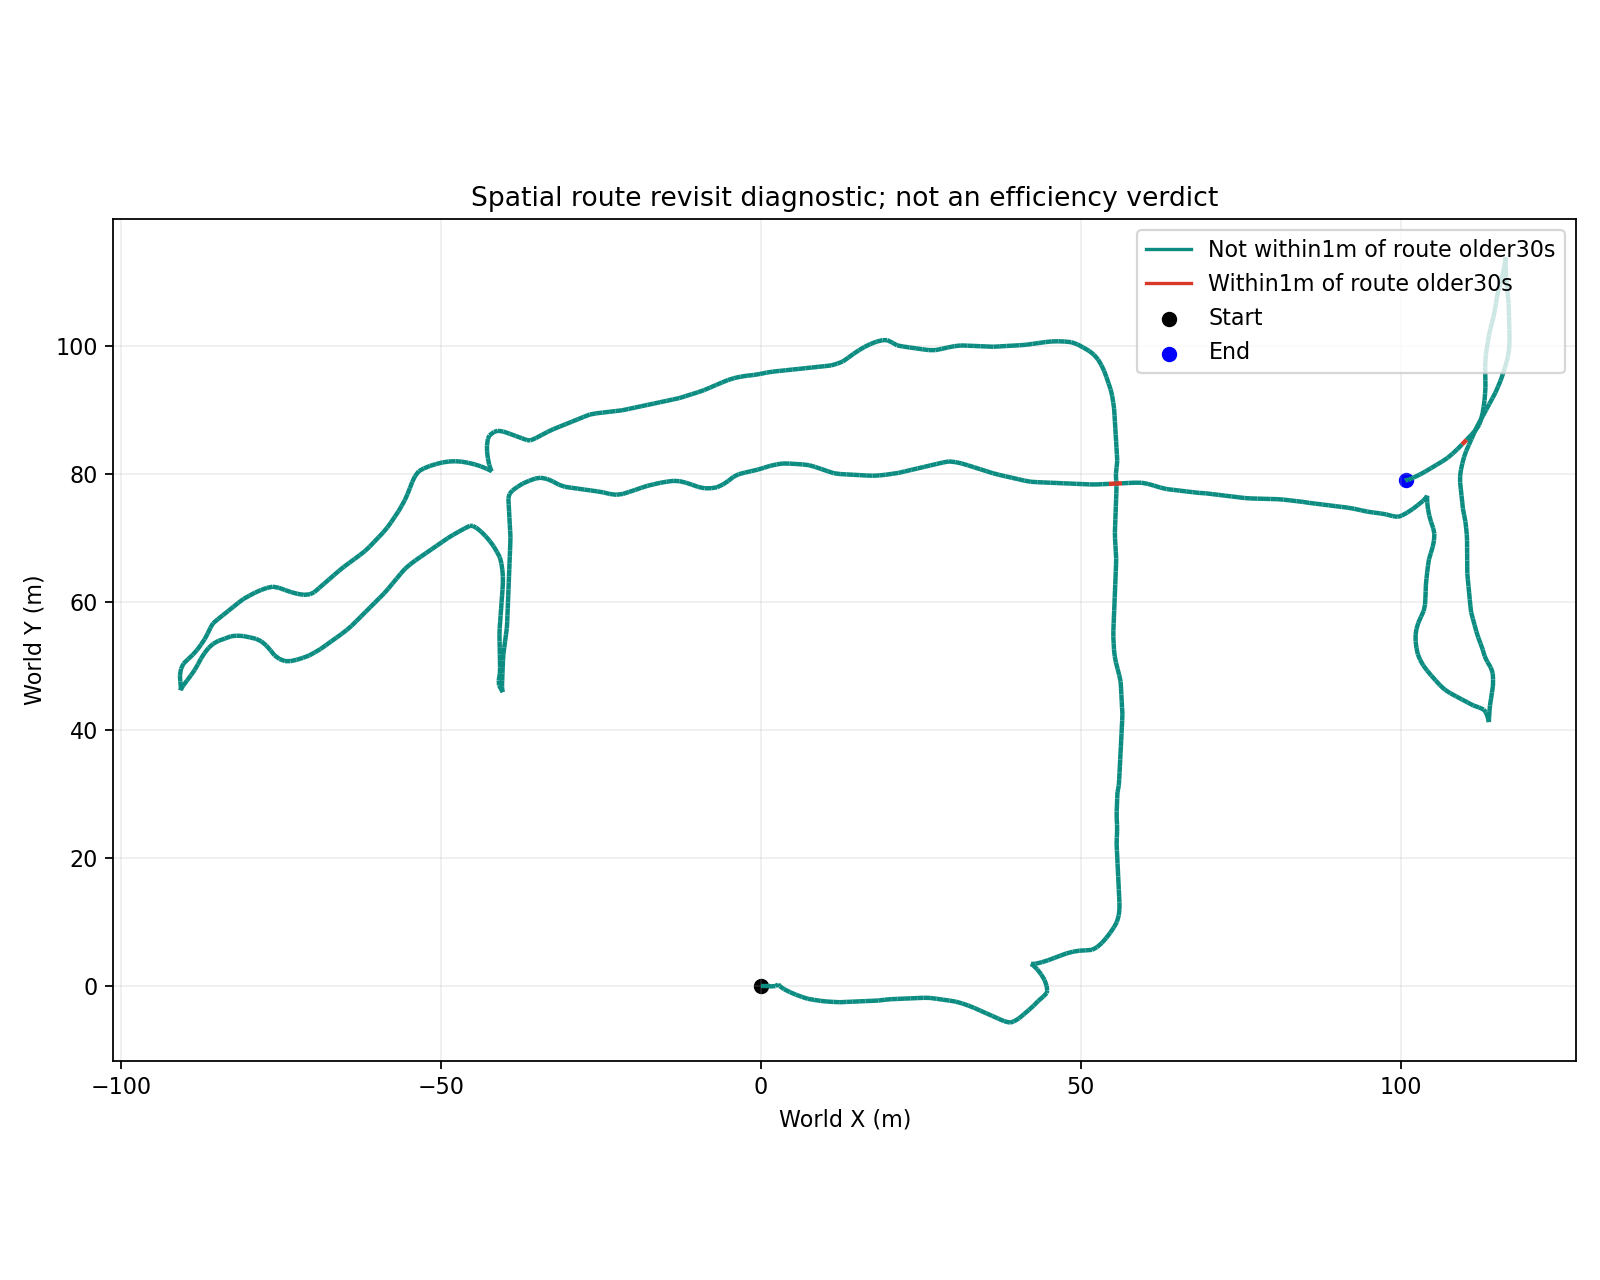 Spatial route revisit diagnostic; not an efficiency verdict
Not within1m of route older30s
Within1m of route older30s
Start
End
100
80
60
40
20
0
World Y (m)
−100
−50
0
50
100
World X (m)